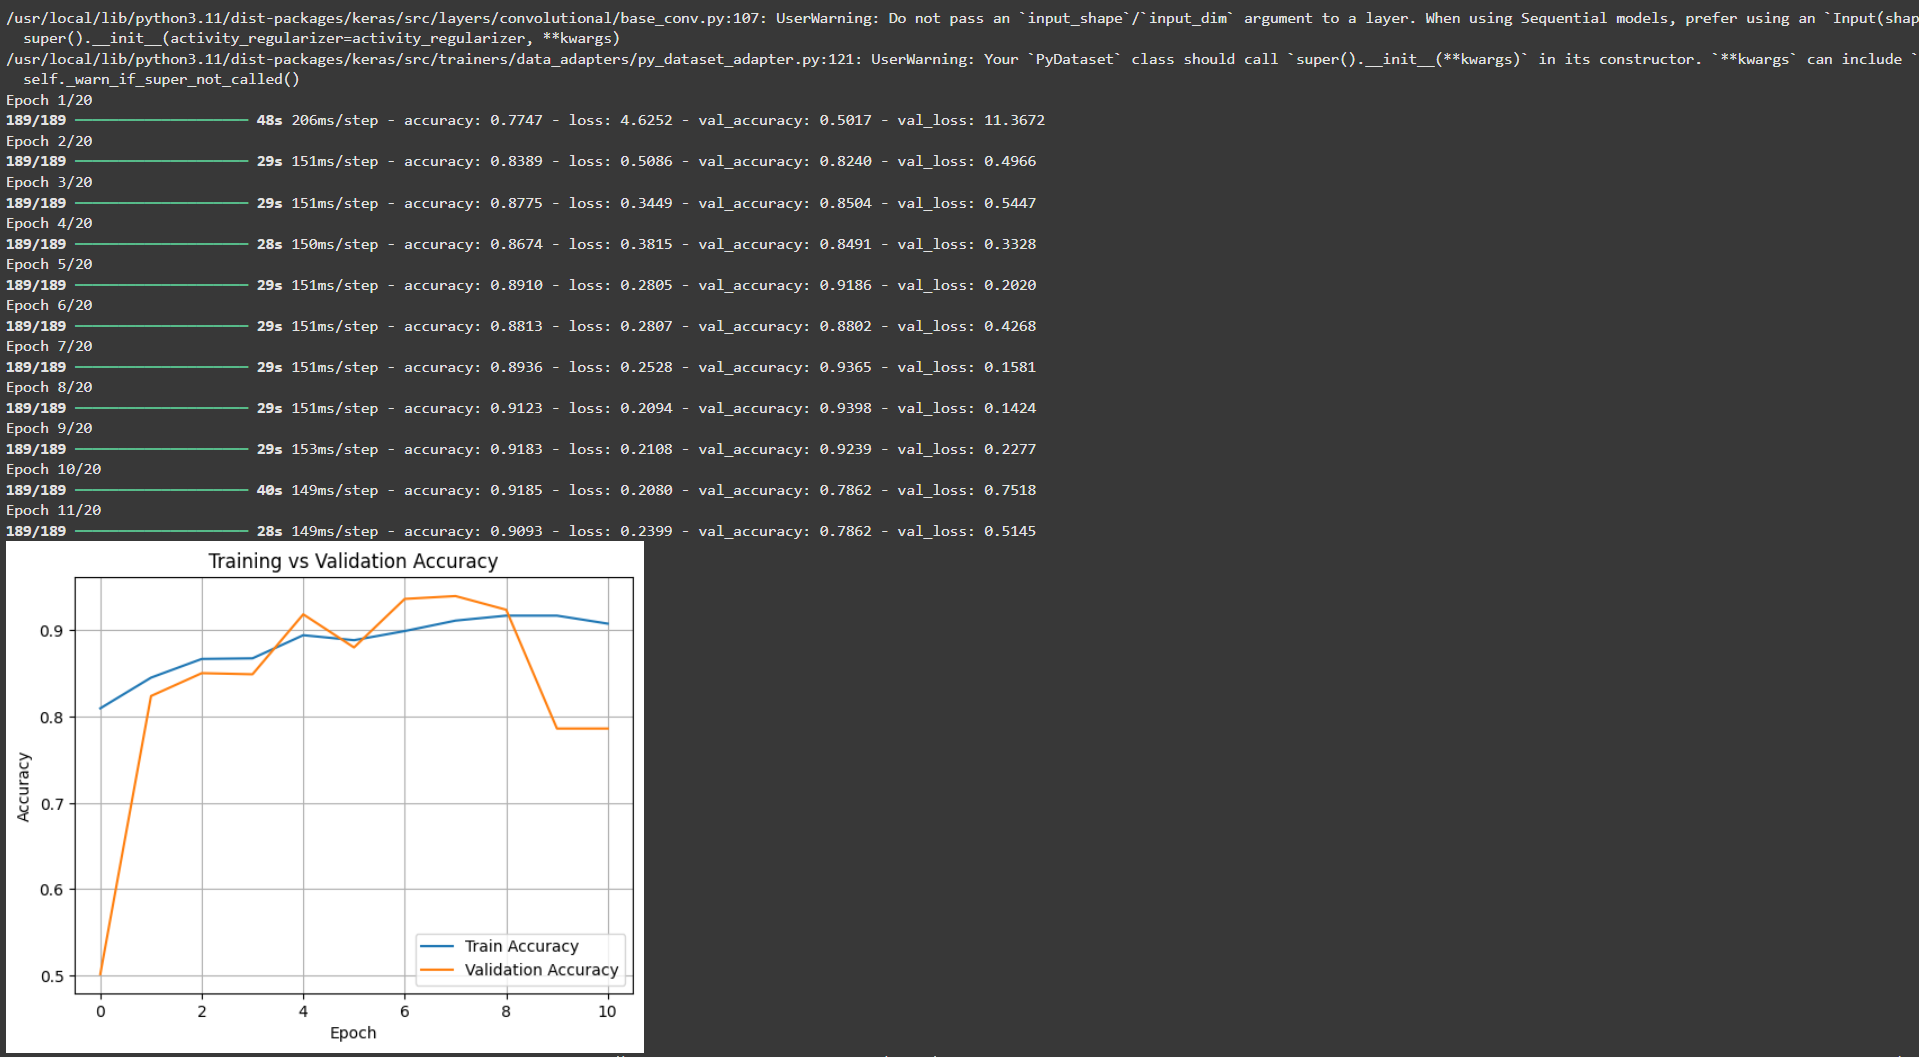 /usr/local/lib/python3.11/dist-packages/keras/src/layers/convolutional/base_conv.py:107: UserWarning: Do not pass an `input_shape`/`input_dim` argument to a layer. When using Sequential models, prefer using an `Input(shap
super().__init__(activity_regularizer=activity_regularizer, **kwargs)
/usr/local/lib/python3.11/dist-packages/keras/src/trainers/data_adapters/py_dataset_adapter.py:121: UserWarning: Your `PyDataset` class should call `super().__init__(**kwargs)` in its constructor. `**kwargs` can include `
self._warn_if_super_not_called()
Epoch 1/20
189/189 48s 206ms/step - accuracy: 0.7747 - loss: 4.6252 - val_accuracy: 0.5017 - val_loss: 11.3672
Epoch 2/20
189/189 29s 151ms/step - accuracy: 0.8389 - loss: 0.5086 - val_accuracy: 0.8240 - val_loss: 0.4966
Epoch 3/20
189/189 29s 151ms/step - accuracy: 0.8775 - loss: 0.3449 - val_accuracy: 0.8504 - val_loss: 0.5447
Epoch 4/20
189/189 28s 150ms/step - accuracy: 0.8674 - loss: 0.3815 - val_accuracy: 0.8491 - val_loss: 0.3328
Epoch 5/20
189/189 29s 151ms/step - accuracy: 0.8910 - loss: 0.2805 - val_accuracy: 0.9186 - val_loss: 0.2020
Epoch 6/20
189/189 29s 151ms/step - accuracy: 0.8813 - loss: 0.2807 - val_accuracy: 0.8802 - val_loss: 0.4268
Epoch 7/20
189/189 29s 151ms/step - accuracy: 0.8936 - loss: 0.2528 - val_accuracy: 0.9365 - val_loss: 0.1581
Epoch 8/20
189/189 29s 151ms/step - accuracy: 0.9123 - loss: 0.2094 - val_accuracy: 0.9398 - val_loss: 0.1424
Epoch 9/20
189/189 29s 153ms/step - accuracy: 0.9183 - loss: 0.2108 - val_accuracy: 0.9239 - val_loss: 0.2277
Epoch 10/20
189/189 40s 149ms/step - accuracy: 0.9185 - loss: 0.2080 - val_accuracy: 0.7862 - val_loss: 0.7518
Epoch 11/20
189/189 28s 149ms/step - accuracy: 0.9093 - loss: 0.2399 - val_accuracy: 0.7862 - val_loss: 0.5145
Training vs Validation Accuracy
0.9
0.8
0.7
0.6
0.5
Accuracy
Train Accuracy
Validation Accuracy
0 2 4 6 8 10
Epoch